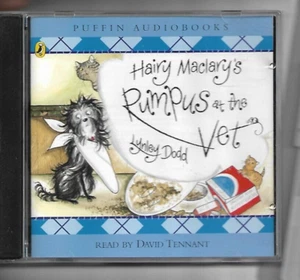 PUFFIN AUDIOBOOKS
Hairy Maclary's
Rumpus at the
Vet
Lynley Dodd
READ BY DAVID TENNANT